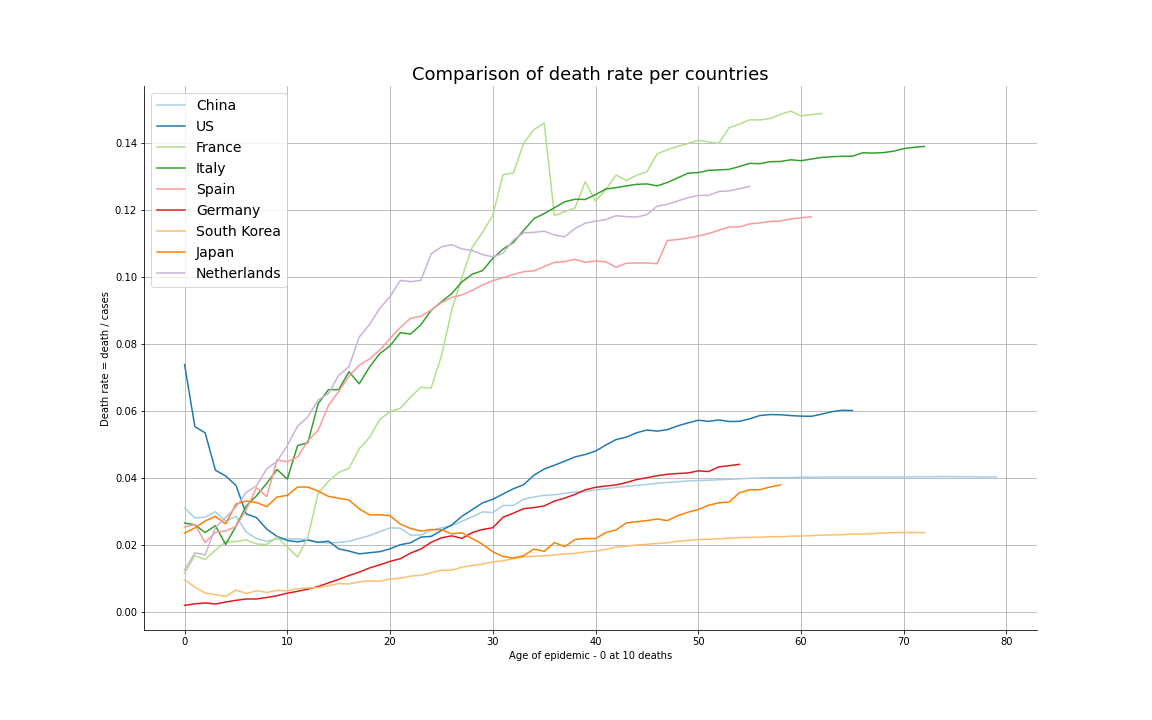 Comparison of death rate per countries
China
US
France
Italy
Spain
Germany
South Korea
Japan
Netherlands
Death rate = death / cases
0.14
0.12
0.10
0.08
0.06
0.04
0.02
0.00
0 10 20 30 40 50 60 70 80
Age of epidemic - 0 at 10 deaths